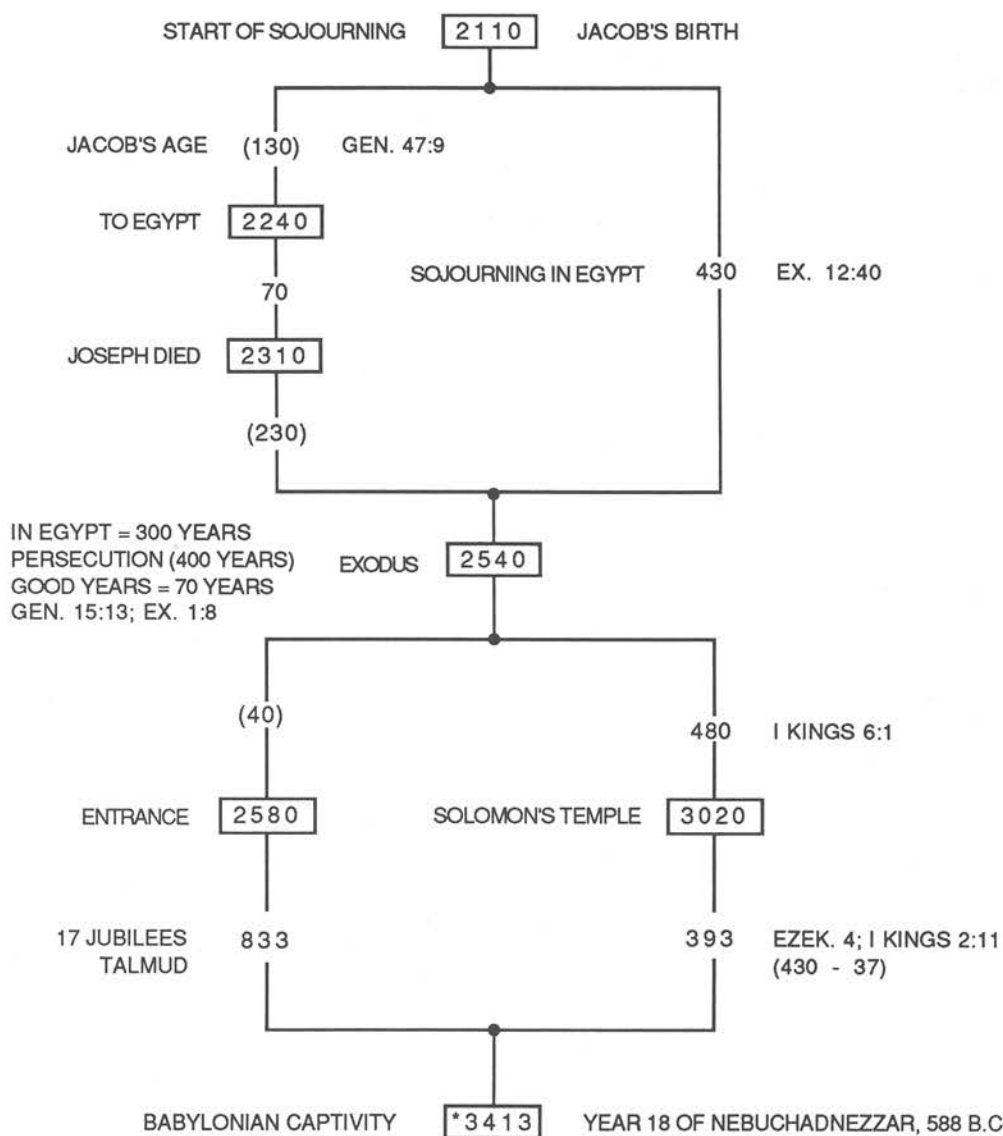 START OF SOJOURNING 2110 JACOB'S BIRTH
JACOB'S AGE (130) GEN. 47:9
TO EGYPT 2240
SOJOURNING IN EGYPT 430 EX. 12:40
70
JOSEPH DIED 2310
(230)
IN EGYPT = 300 YEARS
PERSECUTION (400 YEARS)
GOOD YEARS = 70 YEARS
GEN. 15:13; EX. 1:8
EXODUS 2540
(40)
480 I KINGS 6:1
ENTRANCE 2580
SOLOMON'S TEMPLE 3020
17 JUBILEES 833
TALMUD
393 EZEK. 4; I KINGS 2:11
(430 - 37)
BABYLONIAN CAPTIVITY *3413 YEAR 18 OF NEBUCHADNEZZAR, 588 B.C